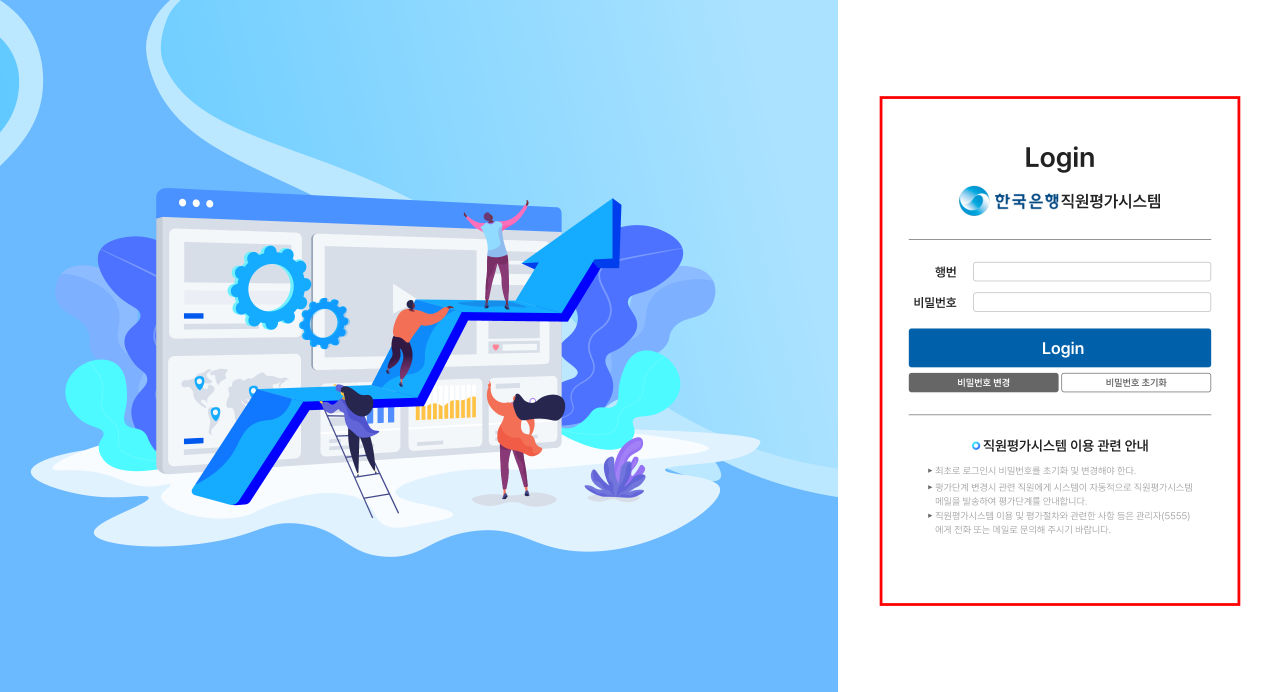 Login
한국은행직원평가시스템
행번
비밀번호
Login
비밀번호 변경
비밀번호 초기화
직원평가시스템 이용 관련 안내
▸ 최초로 로그인시 비밀번호를 초기화 및 변경해야 한다.
▸ 평가단계 변경시 관련 직원에게 시스템이 자동적으로 직원평가시스템
메일을 발송하여 평가단계를 안내합니다.
▸ 직원평가시스템 이용 및 평가절차와 관련한 사항 등은 관리자(5555)
에게 전화 또는 메일로 문의해 주시기 바랍니다.